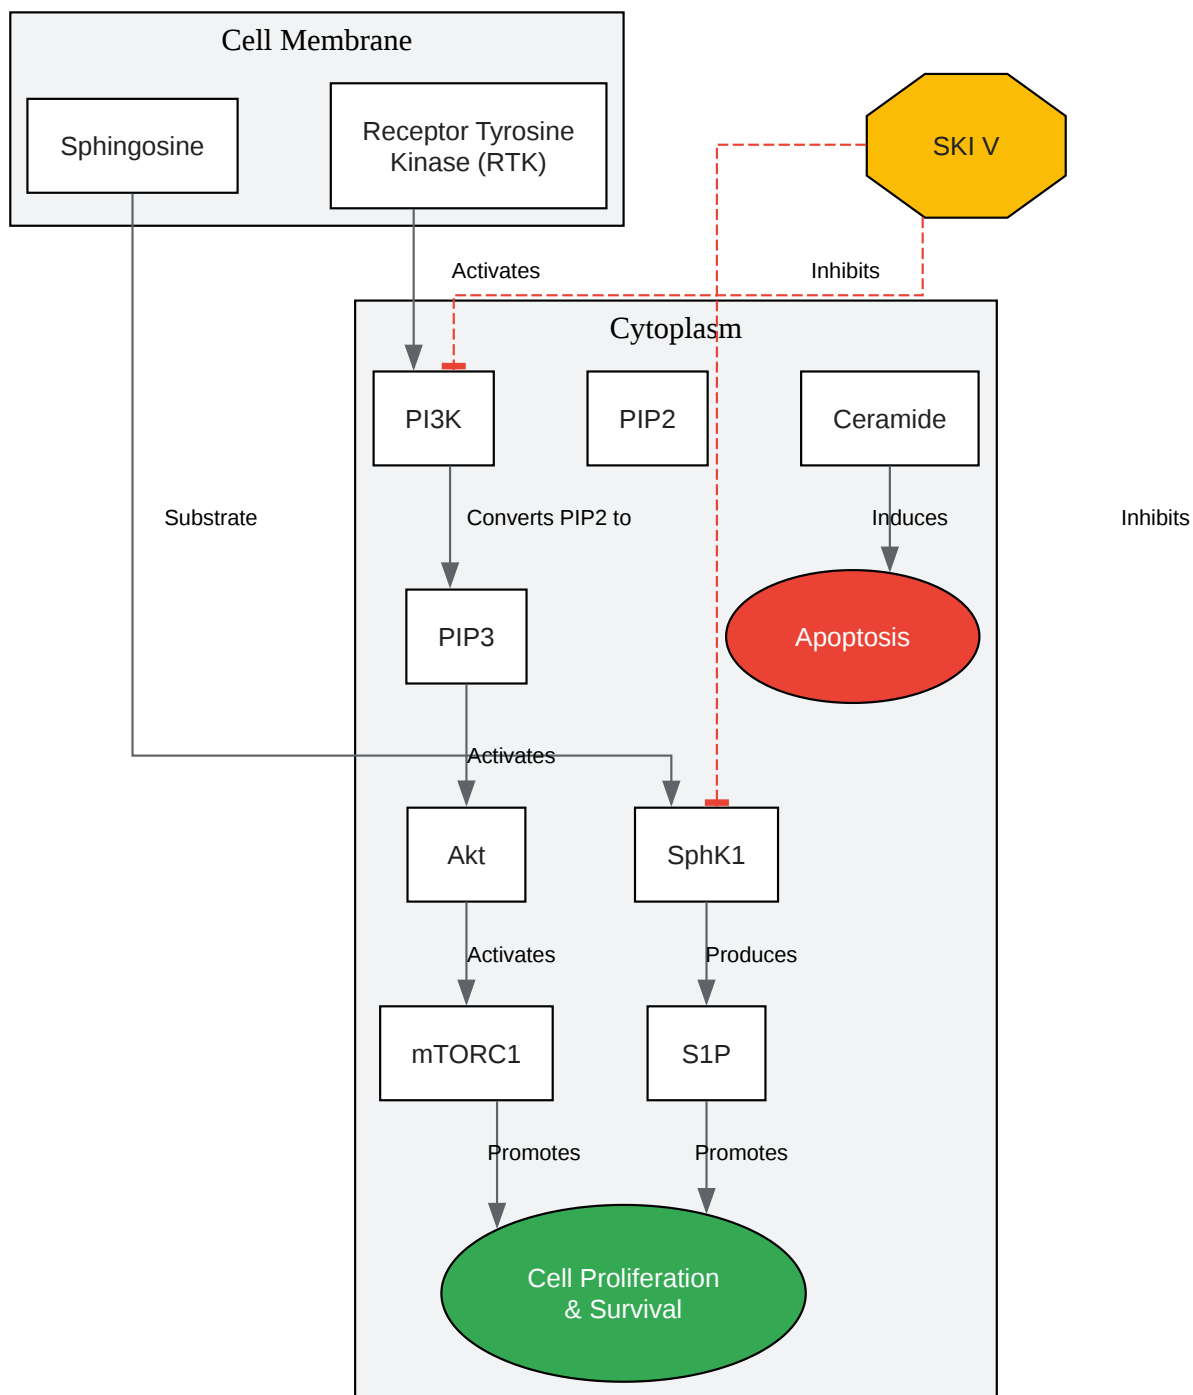 Cell Membrane
Sphingosine
Receptor Tyrosine
Kinase (RTK)
SKI V
Activates
Inhibits
Cytoplasm
PI3K
PIP2
Ceramide
Substrate
Converts PIP2 to
Induces
Inhibits
PIP3
Apoptosis
Activates
Akt
SphK1
Activates
Produces
mTORC1
S1P
Promotes
Promotes
Cell Proliferation
& Survival